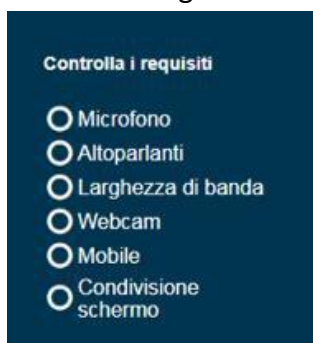 Controlla i requisiti
Microfono
Altoparlanti
Larghezza di banda
Webcam
Mobile
Condivisione
schermo